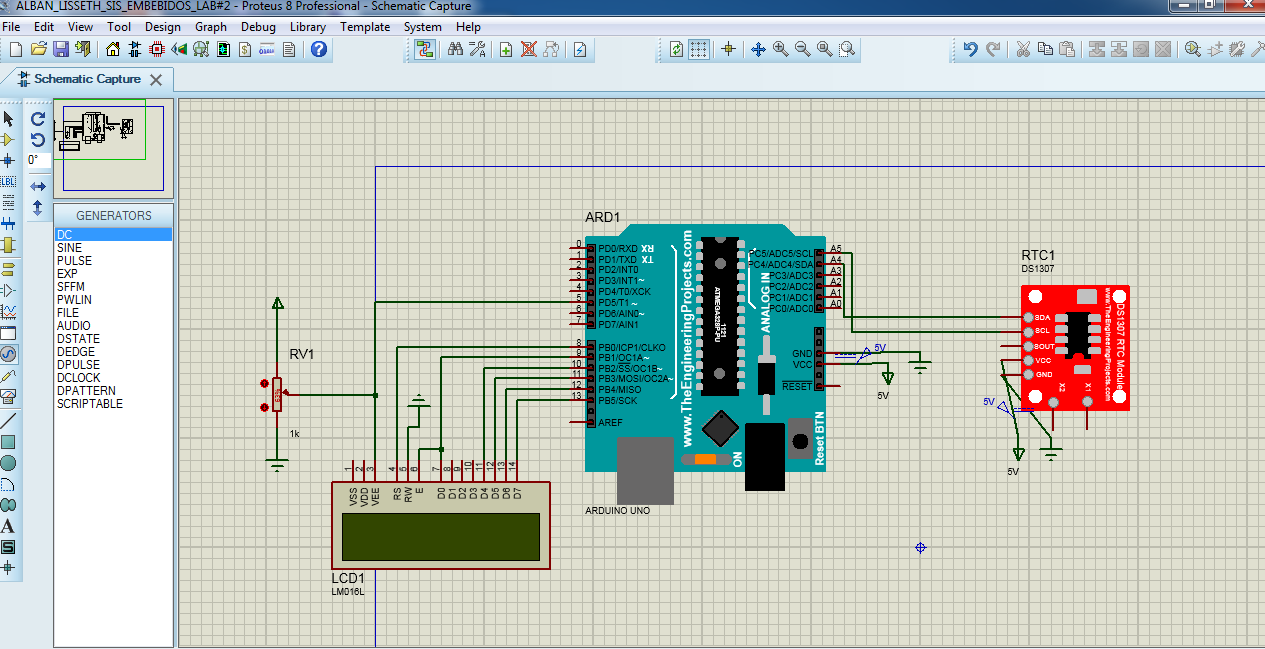 ALBAN_LISSETH_SIS_EMBEBIDOS_LAB#2 - Proteus 8 Professional - Schematic Capture
File Edit View Tool Design Graph Debug Library Template System Help
Schematic Capture
0°
LBL
GENERATORS
DC
SINE
PULSE
EXP
SFFM
PWLIN
FILE
AUDIO
DSTATE
DEDGE
DPULSE
DCLOCK
DPATTERN
SCRIPTABLE
A
S
RV1
1k
ARD1
0 PD0/RXD RX
1 PD1/TXD TX
2 PD2/INT0
3 PD3/INT1~
4 PD4/T0/XCK
5 PD5/T1~
6 PD6/AIN0~
7 PD7/AIN1
8 PB0/ICP1/CLKO
9 PB1/OC1A~
10 PB2/SS/OC1B~
11 PB3/MOSI/OC2A~
12 PB4/MISO
13 PB5/SCK
AREF
www.TheEngineeringProjects.com
ATMEGA328P-PU
1121
PC5/ADC5/SCL A5
PC4/ADC4/SDA A4
PC3/ADC3 A3
PC2/ADC2 A2
PC1/ADC1 A1
PC0/ADC0 A0
ANALOG IN
GND
VCC
RESET
ON
Reset BTN
ARDUINO UNO
5V
5V
RTC1
DS1307
SDA
SCL
SOUT
VCC
GND
X2
X1
www.TheEngineeringProjects.com
DS1307 RTC Module
5V
5V
1 2 3 4 5 6 7 8 9 10 11 12 13 14
VSS VDD VEE RS RW E D0 D1 D2 D3 D4 D5 D6 D7
LCD1
LM016L